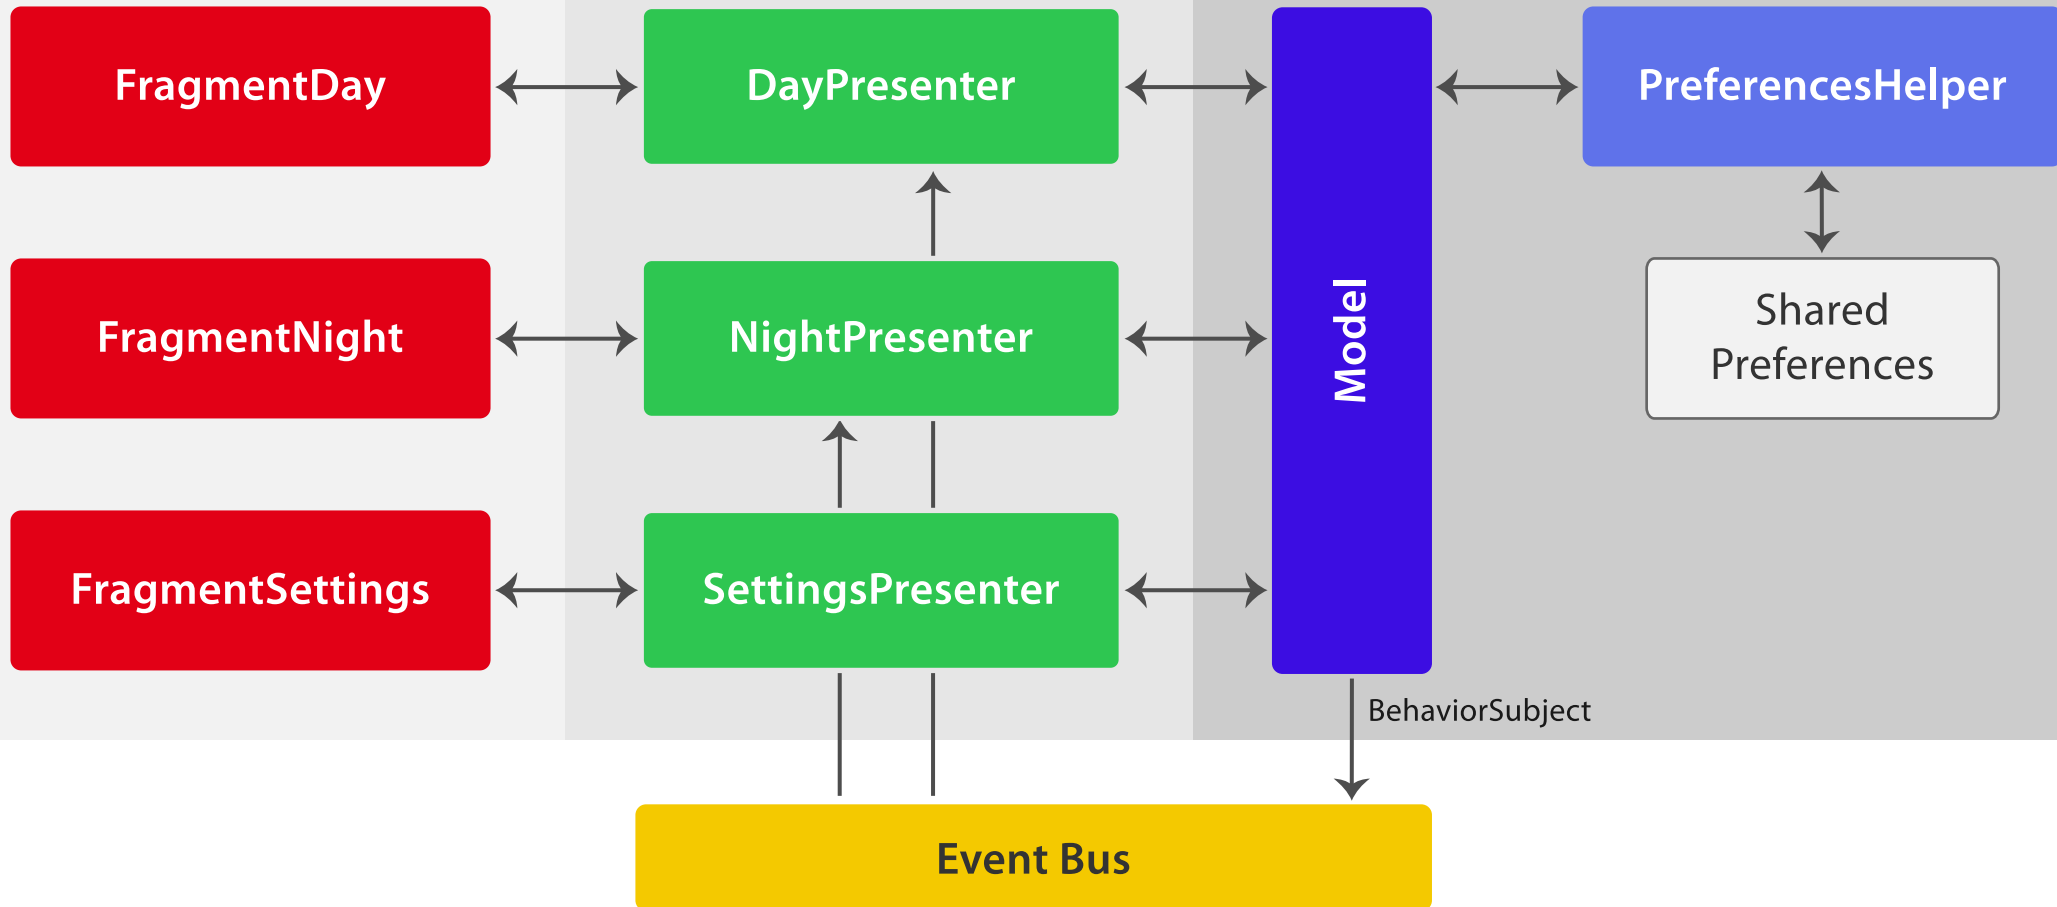 FragmentDay
DayPresenter
PreferencesHelper
FragmentNight
NightPresenter
Model
Shared
Preferences
FragmentSettings
SettingsPresenter
BehaviorSubject
Event Bus